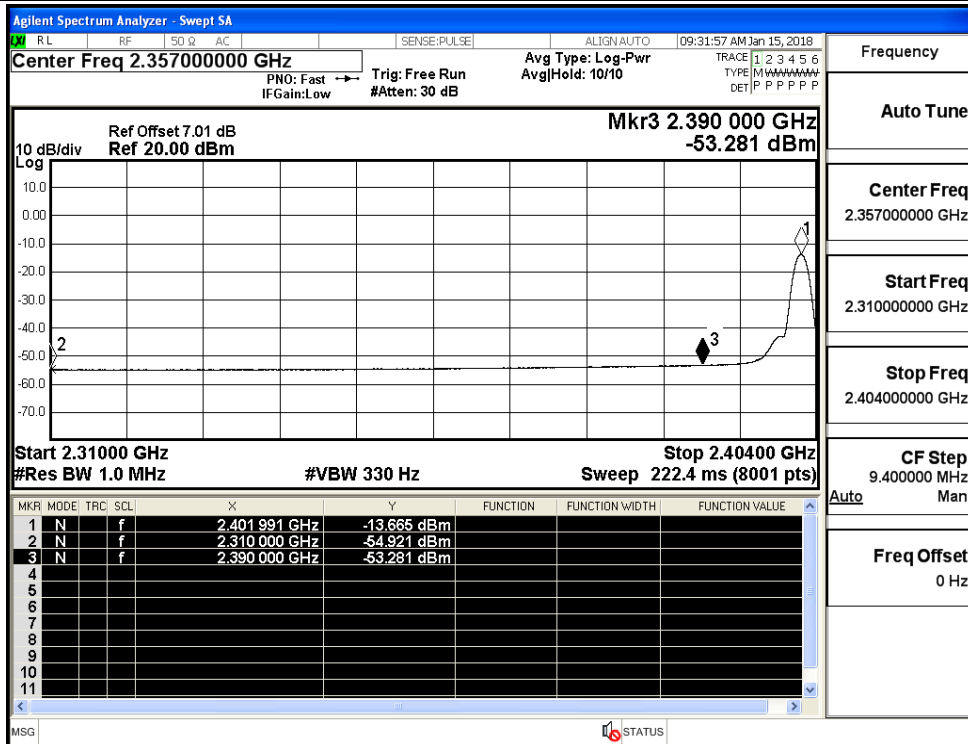 Agilent Spectrum Analyzer - Swept SA
LXI RL RF 50 Ω AC SENSE:PULSE ALIGNAUTO 09:31:57 AM Jan 15, 2018
Center Freq 2.357000000 GHz
PNO: Fast
IFGain:Low
Trig: Free Run
#Atten: 30 dB
Avg Type: Log-Pwr
Avg|Hold: 10/10
TRACE 1 2 3 4 5 6
TYPE M
DET P P P P P P
Ref Offset 7.01 dB
10 dB/div Ref 20.00 dBm
Log
Mkr3 2.390 000 GHz
-53.281 dBm
10.0
0.00
-10.0
-20.0
-30.0
-40.0
-50.0
-60.0
-70.0
1
2
3
Start 2.31000 GHz Stop 2.40400 GHz
#Res BW 1.0 MHz #VBW 330 Hz Sweep 222.4 ms (8001 pts)
MKR MODE TRC SCL X Y FUNCTION FUNCTION WIDTH FUNCTION VALUE
1 N f 2.401 991 GHz -13.665 dBm
2 N f 2.310 000 GHz -54.921 dBm
3 N f 2.390 000 GHz -53.281 dBm
4
5
6
7
8
9
10
11
MSG STATUS
Frequency
Auto Tune
Center Freq
2.357000000 GHz
Start Freq
2.310000000 GHz
Stop Freq
2.404000000 GHz
CF Step
9.400000 MHz
Auto Man
Freq Offset
0 Hz